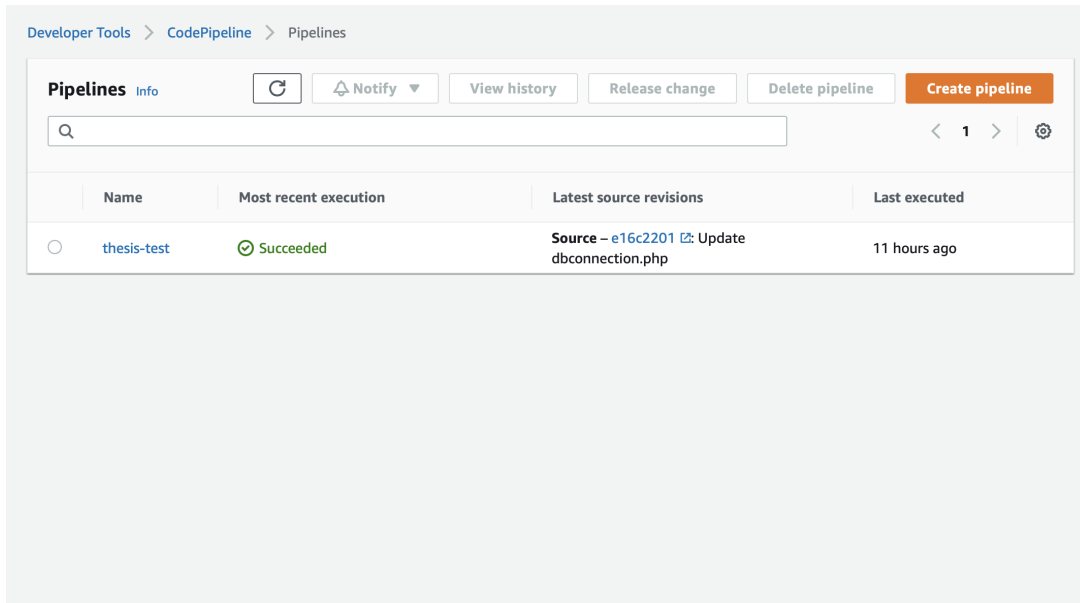 Developer Tools > CodePipeline > Pipelines
Pipelines Info Notify View history Release change Delete pipeline Create pipeline
1
Name Most recent execution Latest source revisions Last executed
thesis-test Succeeded Source – e16c2201: Update 11 hours ago
dbconnection.php